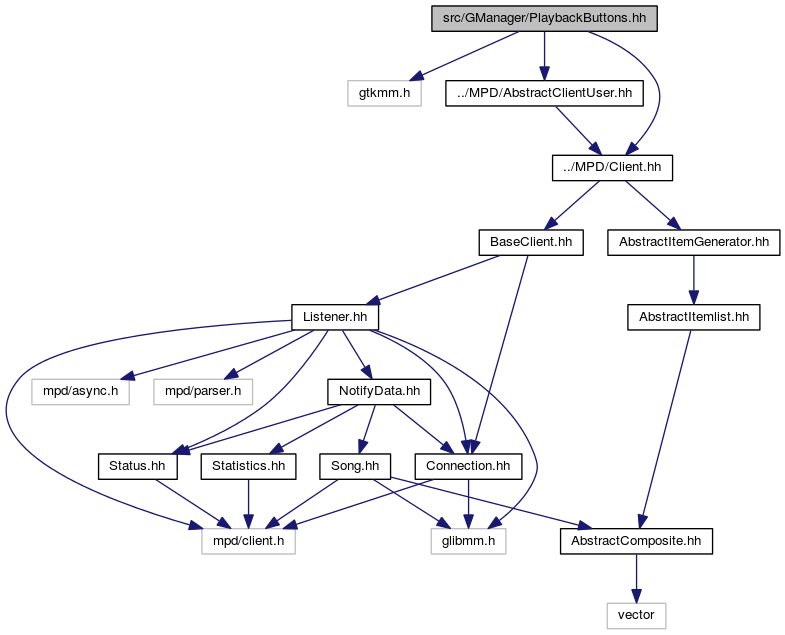 src/GManager/PlaybackButtons.hh
gtkmm.h
../MPD/AbstractClientUser.hh
../MPD/Client.hh
BaseClient.hh
AbstractItemGenerator.hh
Listener.hh
AbstractItemlist.hh
mpd/async.h
mpd/parser.h
NotifyData.hh
Status.hh
Statistics.hh
Song.hh
Connection.hh
mpd/client.h
glibmm.h
AbstractComposite.hh
vector